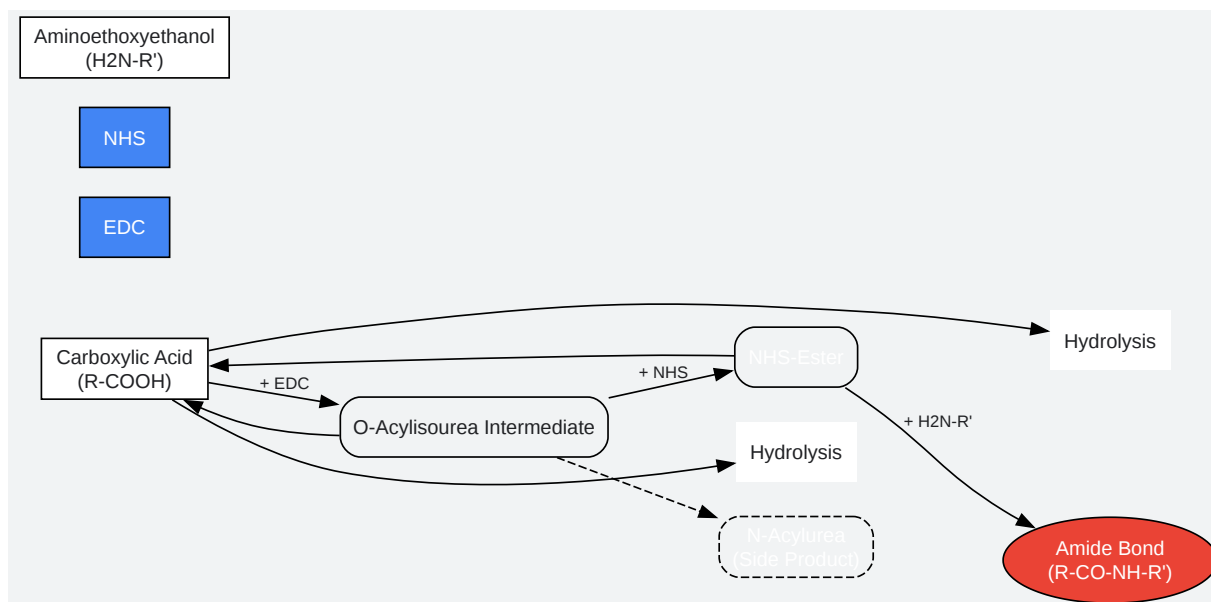 Aminoethoxyethanol
(H2N-R')
NHS
EDC
Carboxylic Acid
(R-COOH)
+ EDC
O-Acylisourea Intermediate
+ NHS
NHS-Ester
Hydrolysis
+ H2N-R'
Hydrolysis
N-Acylurea
(Side Product)
Amide Bond
(R-CO-NH-R')